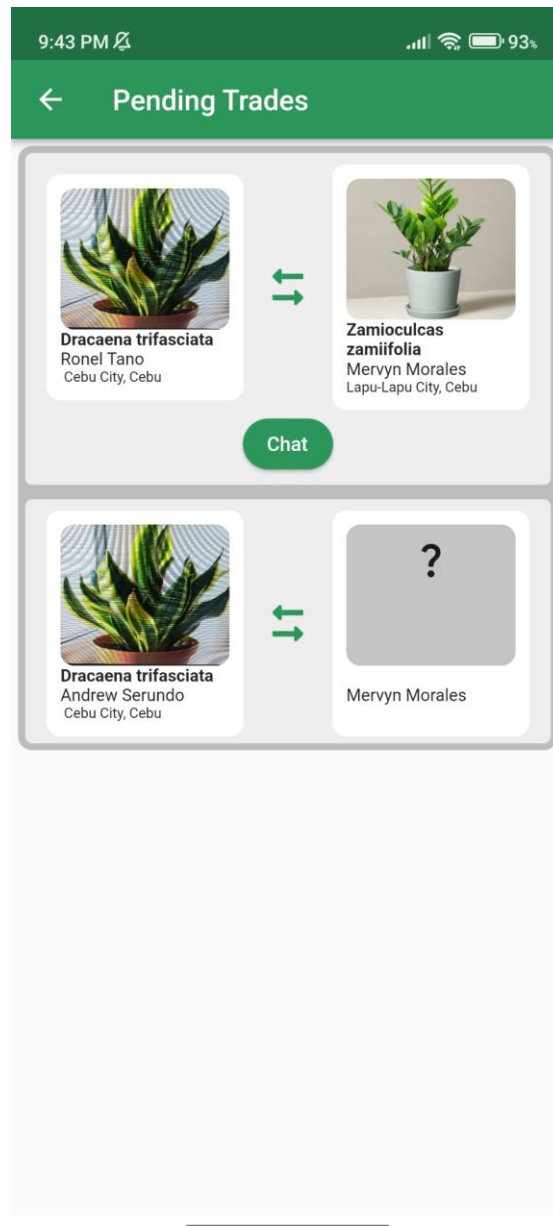 9:43 PM
93%
Pending Trades
Dracaena trifasciata
Ronel Tano
Cebu City, Cebu
Zamioculcas
zamiifolia
Mervyn Morales
Lapu-Lapu City, Cebu
Chat
Dracaena trifasciata
Andrew Serundo
Cebu City, Cebu
?
Mervyn Morales